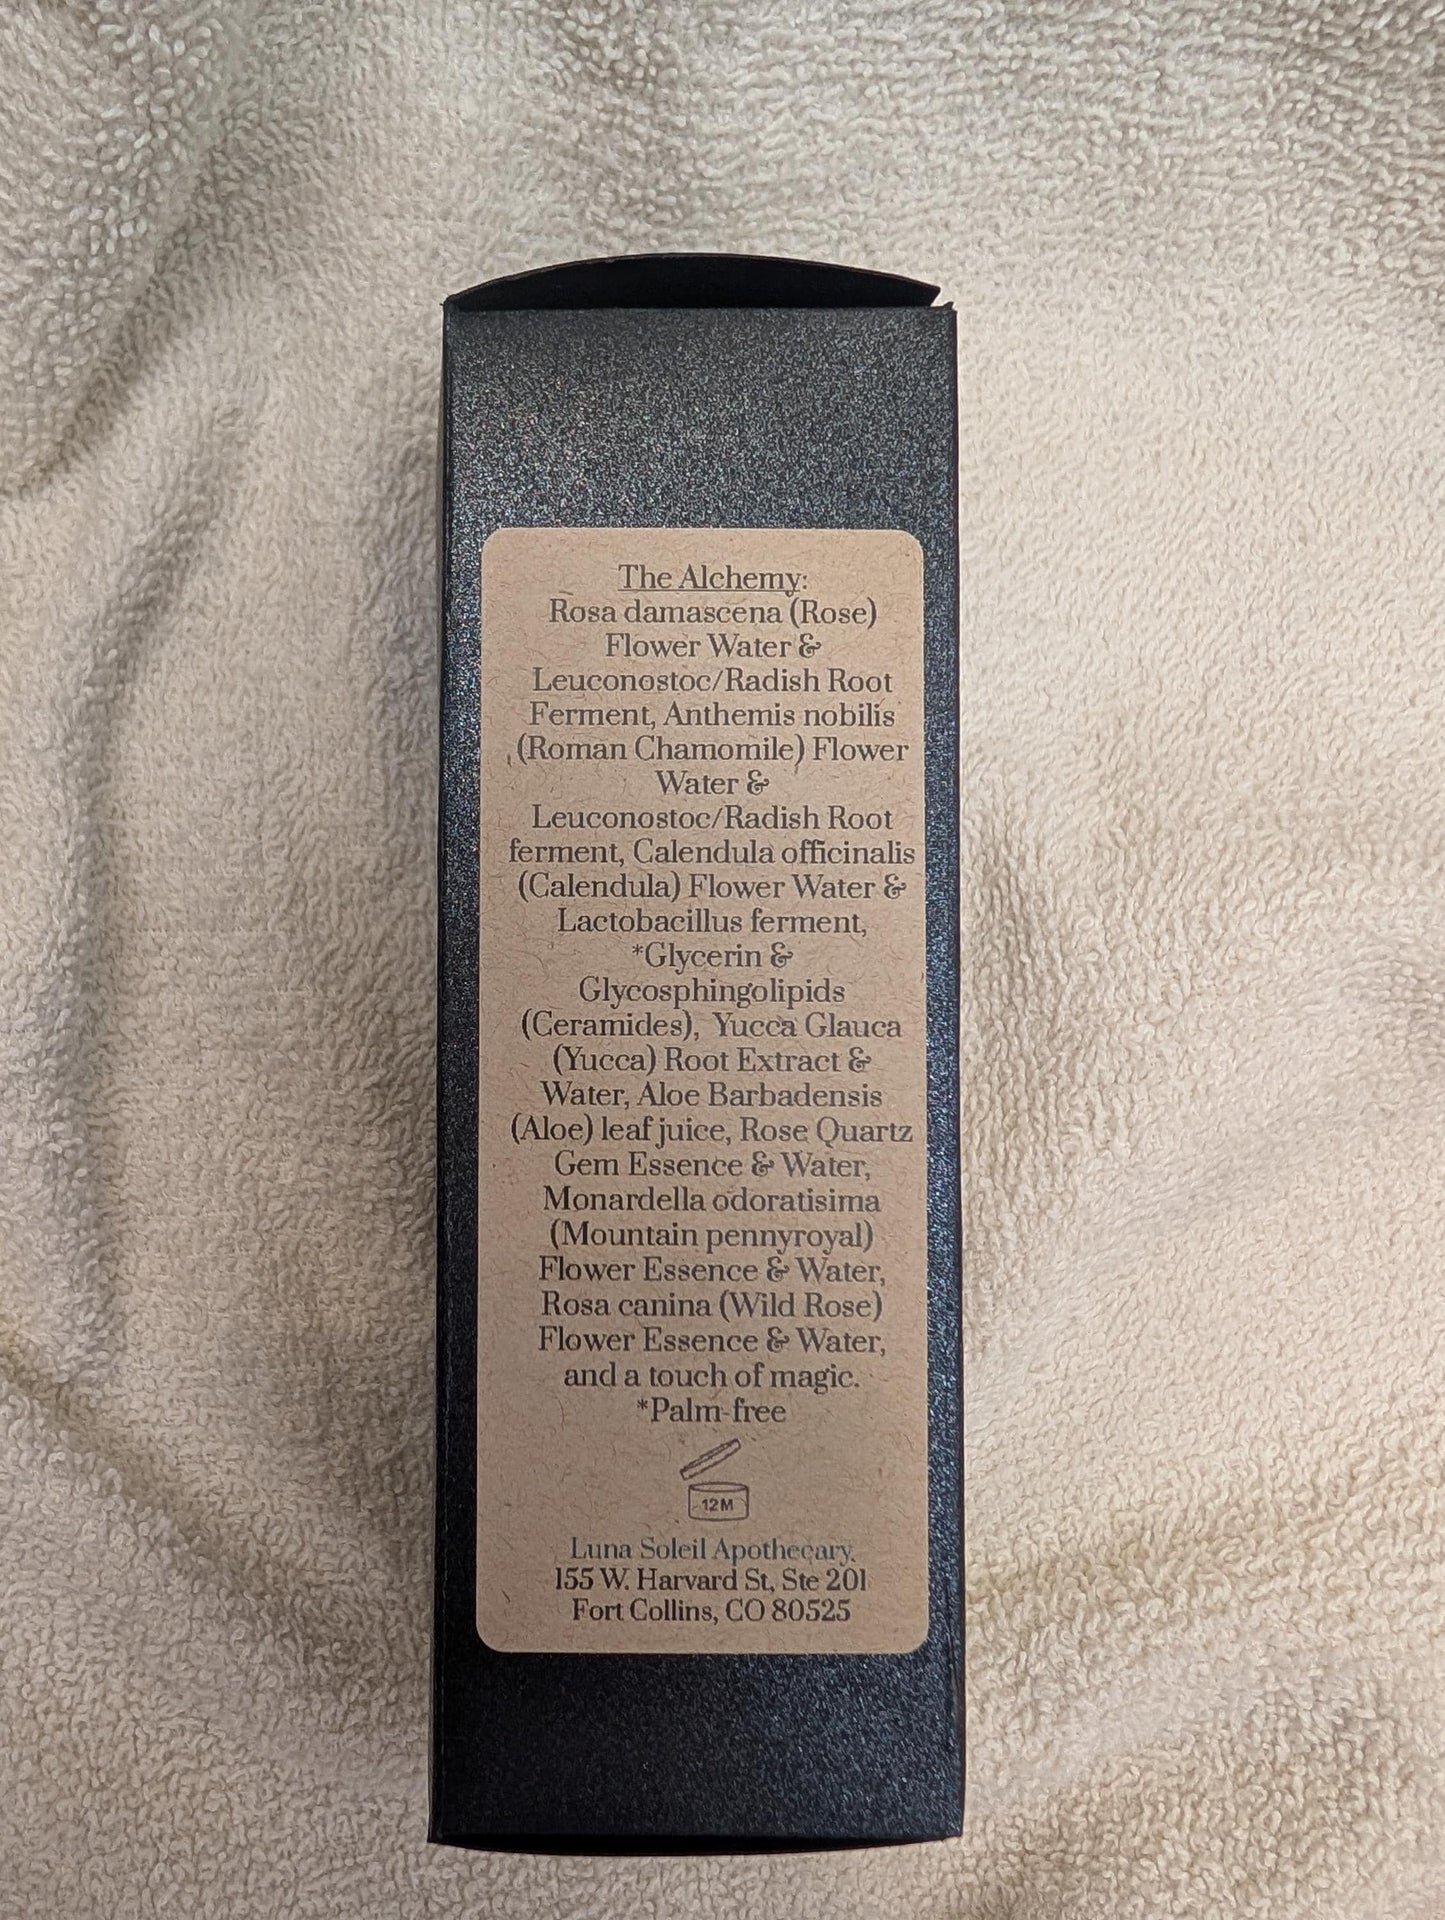 The Alchemy:
Rosa damascena (Rose)
Flower Water &
Leuconostoc/Radish Root
Ferment, Anthemis nobilis
(Roman Chamomile) Flower
Water &
Leuconostoc/Radish Root
ferment, Calendula officinalis
(Calendula) Flower Water &
Lactobacillus ferment,
*Glycerin &
Glycosphingolipids
(Ceramides), Yucca Glauca
(Yucca) Root Extract &
Water, Aloe Barbadensis
(Aloe) leaf juice, Rose Quartz
Gem Essence & Water,
Monardella odoratisima
(Mountain pennyroyal)
Flower Essence & Water,
Rosa canina (Wild Rose)
Flower Essence & Water,
and a touch of magic.
*Palm-free
12M
Luna Soleil Apothecary,
155 W. Harvard St, Ste 201
Fort Collins, CO 80525